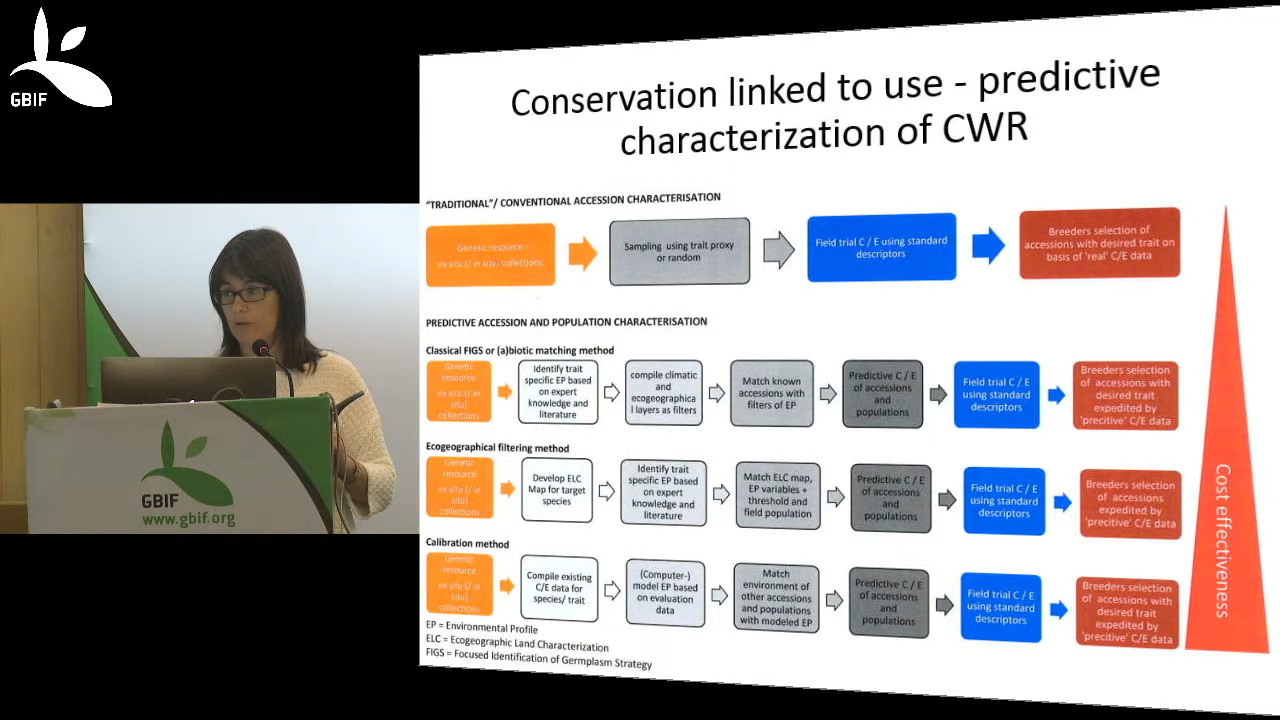 GBIF
Conservation linked to use - predictive
characterization of CWR
“TRADITIONAL”/ CONVENTIONAL ACCESSION CHARACTERISATION
Genetic resource
ex situ (/ in situ) collections
Sampling using trait proxy
or random
Field trial C / E using standard
descriptors
Breeders selection of
accessions with desired trait on
basis of 'real' C/E data
PREDICTIVE ACCESSION AND POPULATION CHARACTERISATION
Classical FIGS or (a)biotic matching method
Genetic
resource
ex situ (/ in
situ)
collections
Identify trait
specific EP based
on expert
knowledge and
literature
compile climatic
and
ecogeographica
l layers as filters
Match known
accessions with
filters of EP
Predictive C / E
of accessions
and
populations
Field trial C / E
using standard
descriptors
Breeders selection
of accessions with
desired trait
expedited by
'precitive' C/E data
Ecogeographical filtering method
Genetic
resource
ex situ (/ in
situ)
collections
Develop ELC
Map for target
species
Identify trait
specific EP based
on expert
knowledge and
literature
Match ELC map,
EP variables +
threshold and
field population
Predictive C / E
of accessions
and
populations
Field trial C / E
using standard
descriptors
Breeders selection
of accessions
expedited by
'precitive' C/E data
Calibration method
Genetic
resource
ex situ (/ in
situ)
collections
Compile existing
C/E data for
species/ trait
(Computer-)
model EP based
on evaluation
data
Match
environment of
other accessions
and populations
with modeled EP
Predictive C / E
of accessions
and
populations
Field trial C / E
using standard
descriptors
Breeders selection
of accessions with
desired trait
expedited by
'precitive' C/E data
Cost effectiveness
EP = Environmental Profile
ELC = Ecogeographic Land Characterization
FIGS = Focused Identification of Germplasm Strategy
GBIF
www.gbif.org